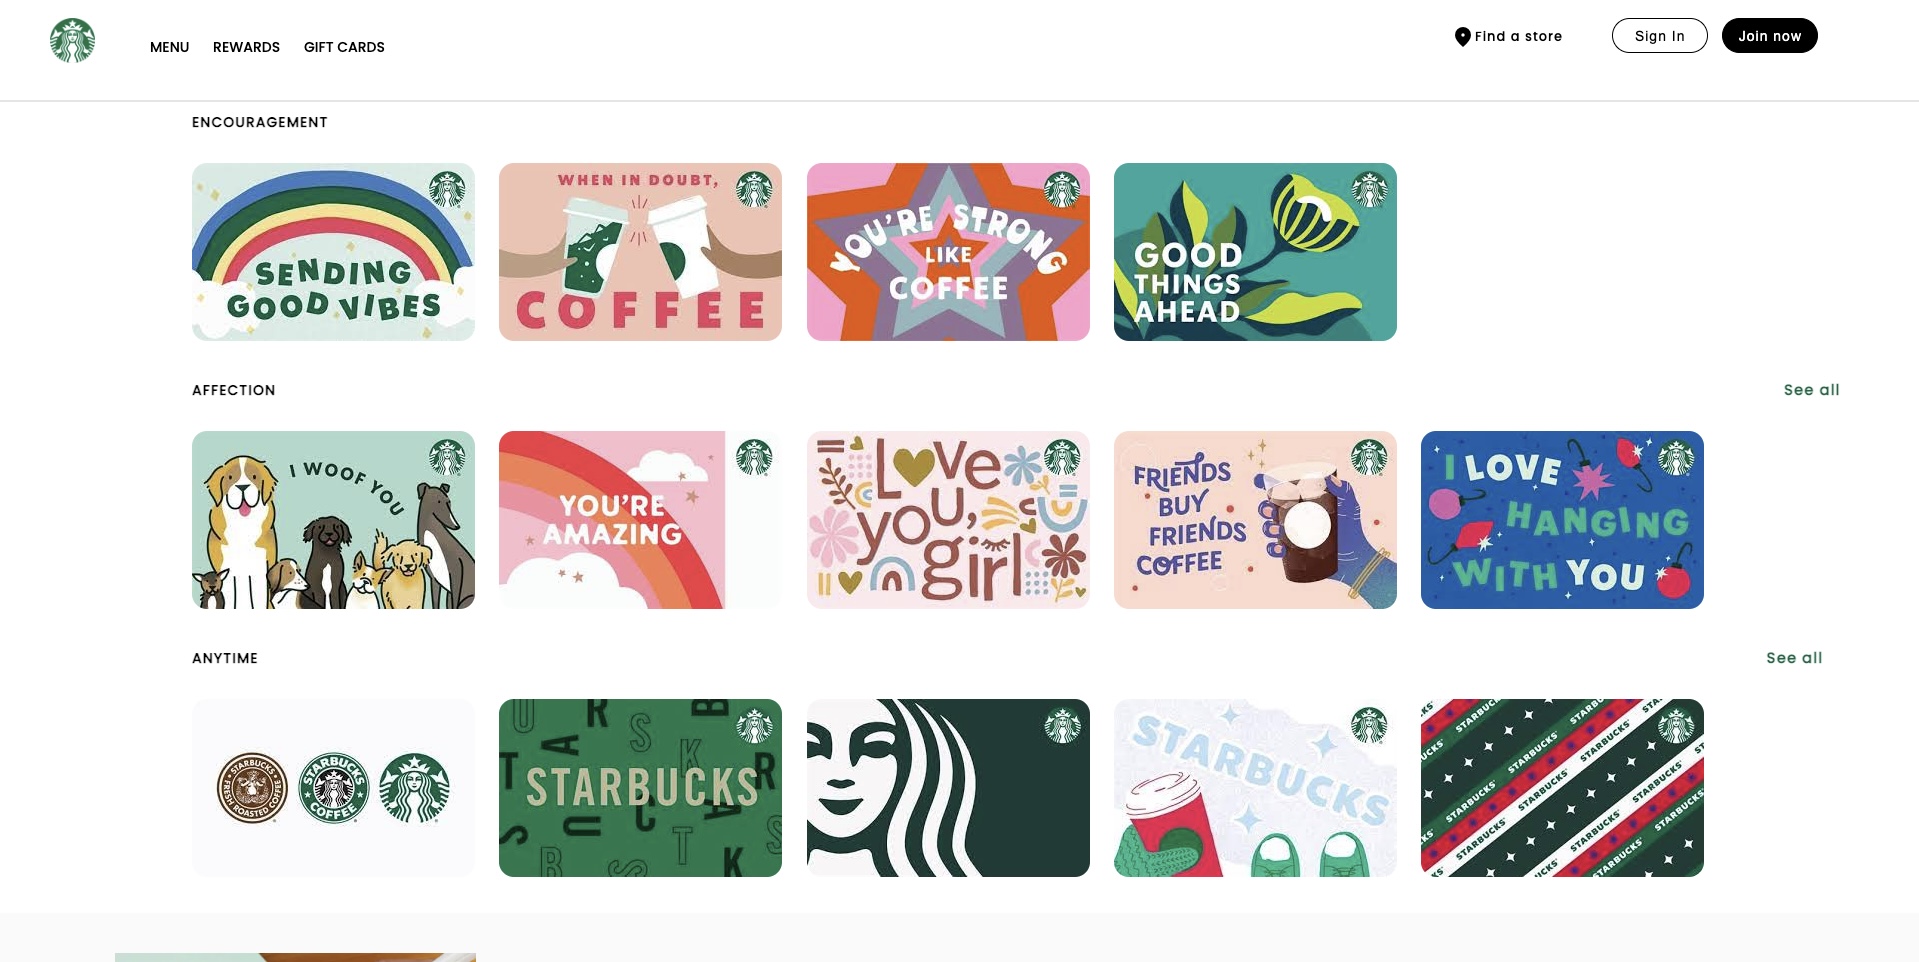 MENU REWARDS GIFT CARDS Find a store Sign In Join now
ENCOURAGEMENT
SENDING
GOOD VIBES
WHEN IN DOUBT,
COFFEE
YOU'RE STRONG
LIKE
COFFEE
GOOD
THINGS
AHEAD
AFFECTION See all
I WOOF YOU
YOU'RE
AMAZING
Love
you,
girl
FRIENDS
BUY
FRIENDS
COFFEE
I LOVE
HANGING
WITH YOU
ANYTIME See all
STARBUCKS
FRESH ROASTED COFFEE
STARBUCKS
COFFEE
STARBUCKS
STARBUCKS
STARBUCKS
STARBUCKS
STARBUCKS
STARBUCKS
STARBUCKS
STARBUCKS